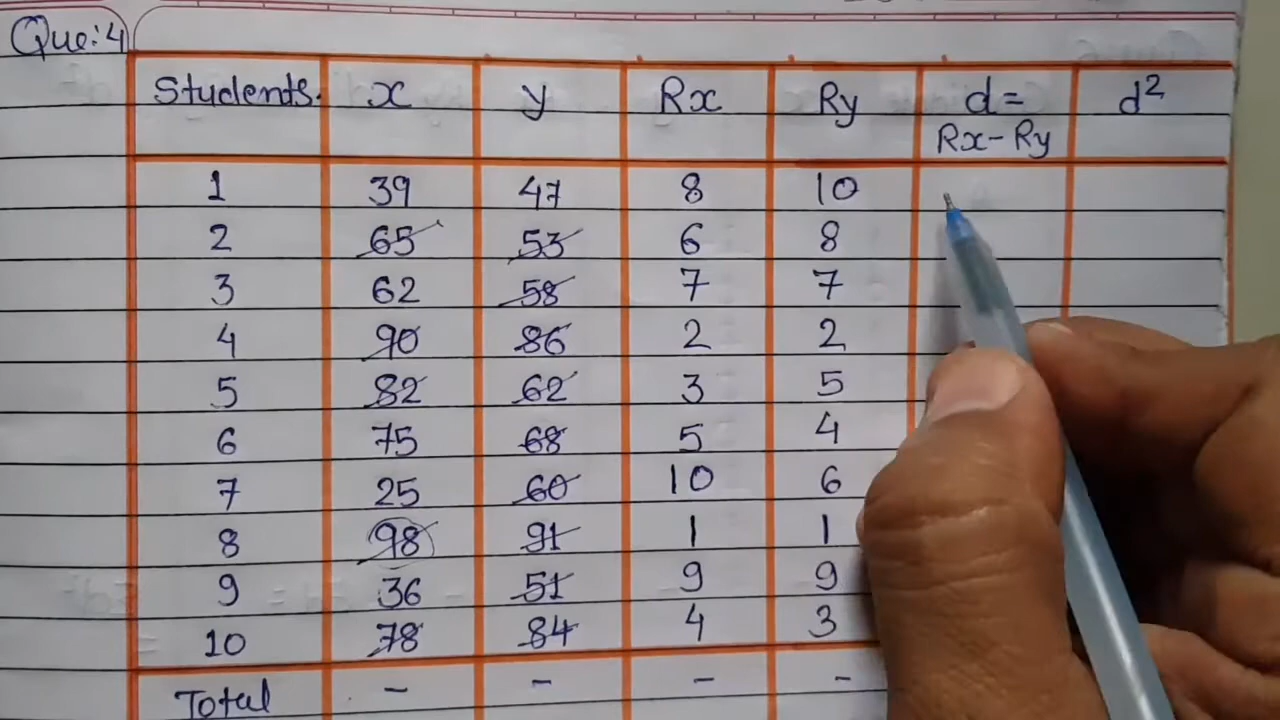 Que:4
Students. x y Rx Ry d= d²
Rx-Ry
1 39 47 8 10
2 65 53 6 8
3 62 58 7 7
4 90 86 2 2
5 82 62 3 5
6 75 68 5 4
7 25 60 10 6
8 98 91 1 1
9 36 51 9 9
10 78 84 4 3
Total - - - -